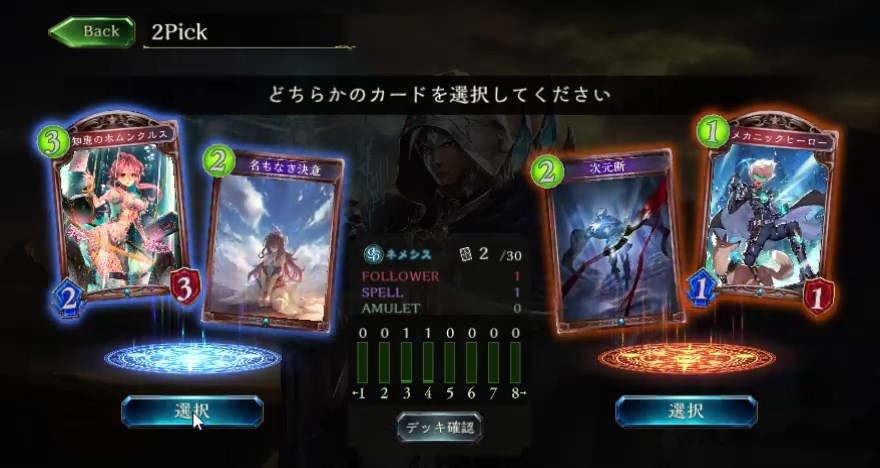 Back
2Pick
どちらかのカードを選択してください
3
知恵のホムンクルス
2
3
2
名もなき決意
2
次元断
1
メカニックヒーロー
1
1
ネメシス
2 /30
FOLLOWER 1
SPELL 1
AMULET 0
0 0 1 1 0 0 0 0
←1 2 3 4 5 6 7 8→
選択
選択
デッキ確認